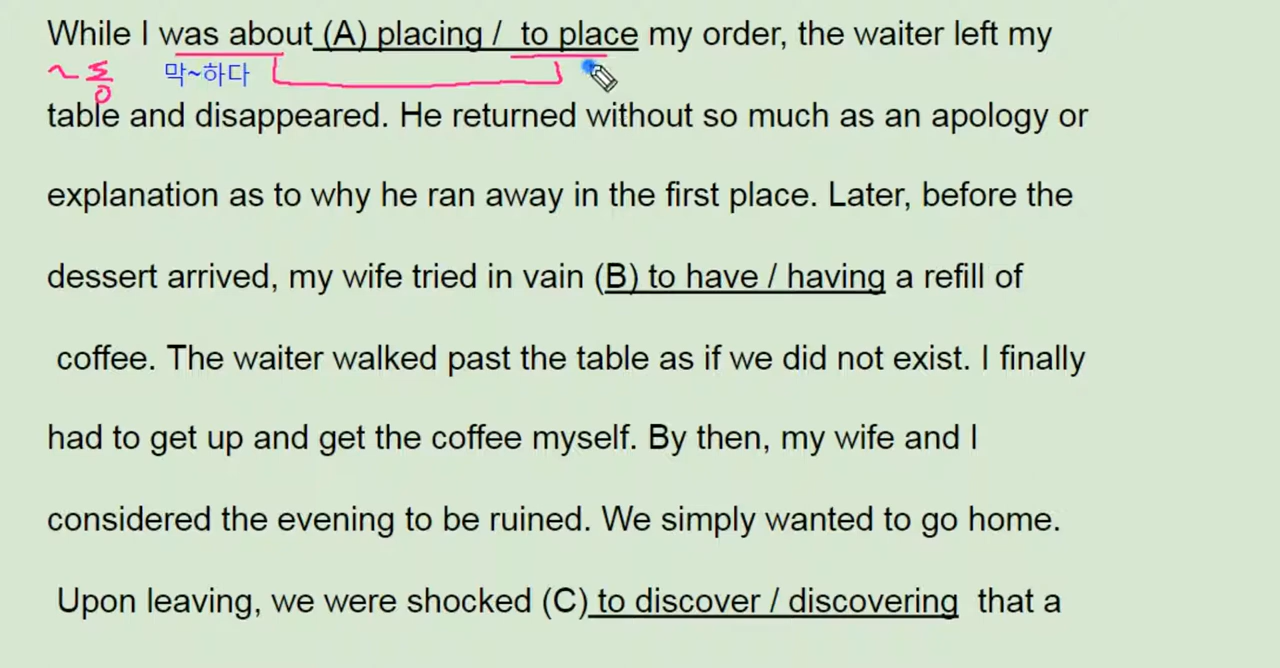 While I was about (A) placing / to place my order, the waiter left my
~중 막~하다
table and disappeared. He returned without so much as an apology or
explanation as to why he ran away in the first place. Later, before the
dessert arrived, my wife tried in vain (B) to have / having a refill of
coffee. The waiter walked past the table as if we did not exist. I finally
had to get up and get the coffee myself. By then, my wife and I
considered the evening to be ruined. We simply wanted to go home.
Upon leaving, we were shocked (C) to discover / discovering that a